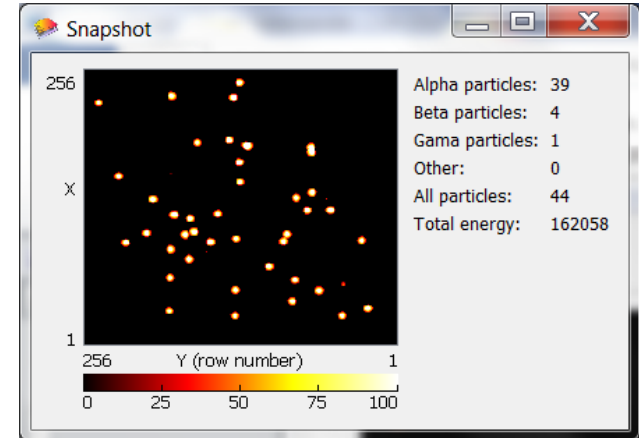 Snapshot
256
X
1
256 Y (row number) 1
0 25 50 75 100
Alpha particles: 39
Beta particles: 4
Gama particles: 1
Other: 0
All particles: 44
Total energy: 162058